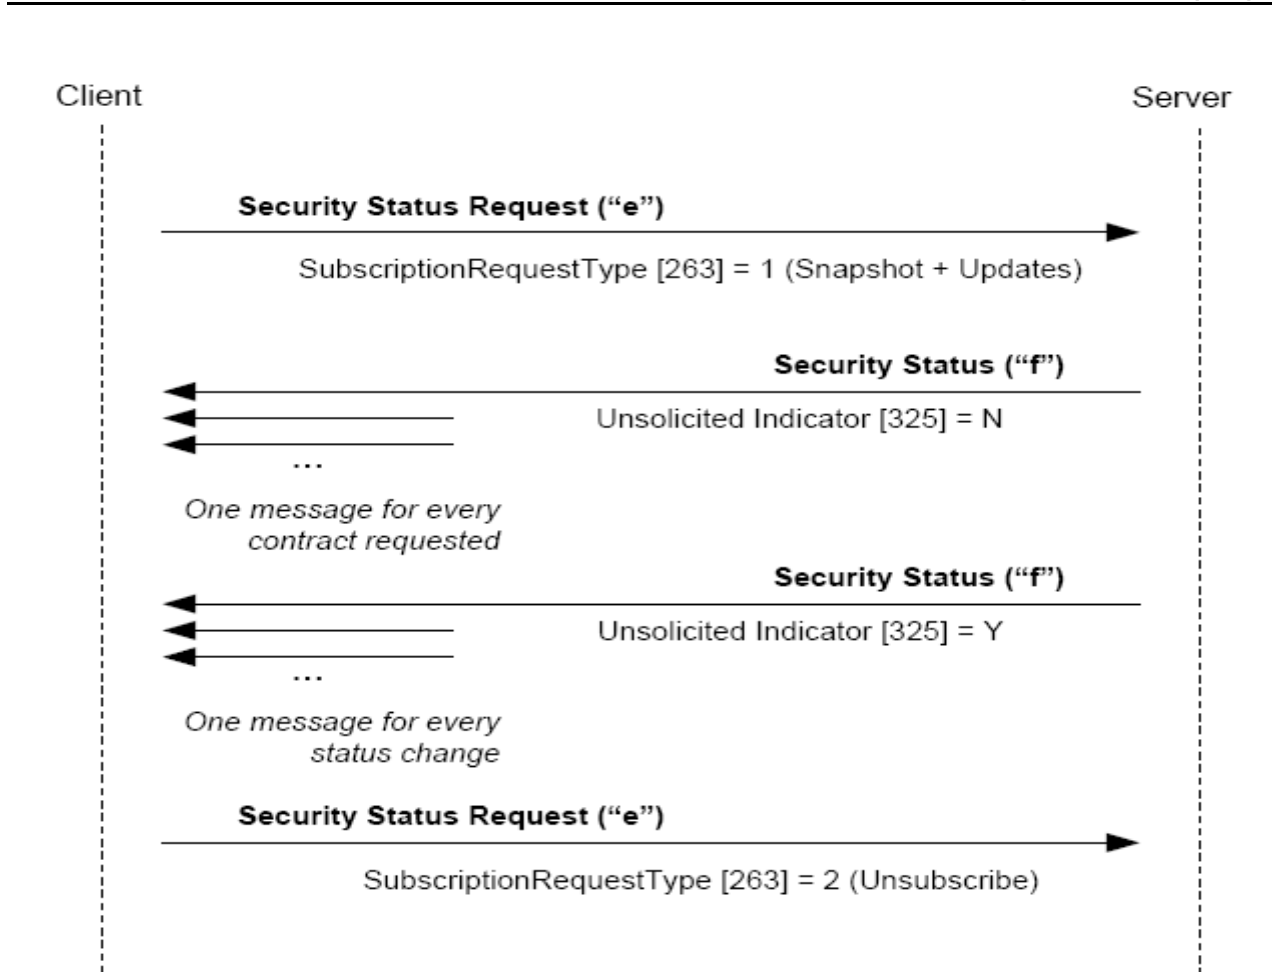 Client
Server
Security Status Request (“e”)
SubscriptionRequestType [263] = 1 (Snapshot + Updates)
Security Status (“f”)
Unsolicited Indicator [325] = N
...
One message for every
contract requested
Security Status (“f”)
Unsolicited Indicator [325] = Y
...
One message for every
status change
Security Status Request (“e”)
SubscriptionRequestType [263] = 2 (Unsubscribe)